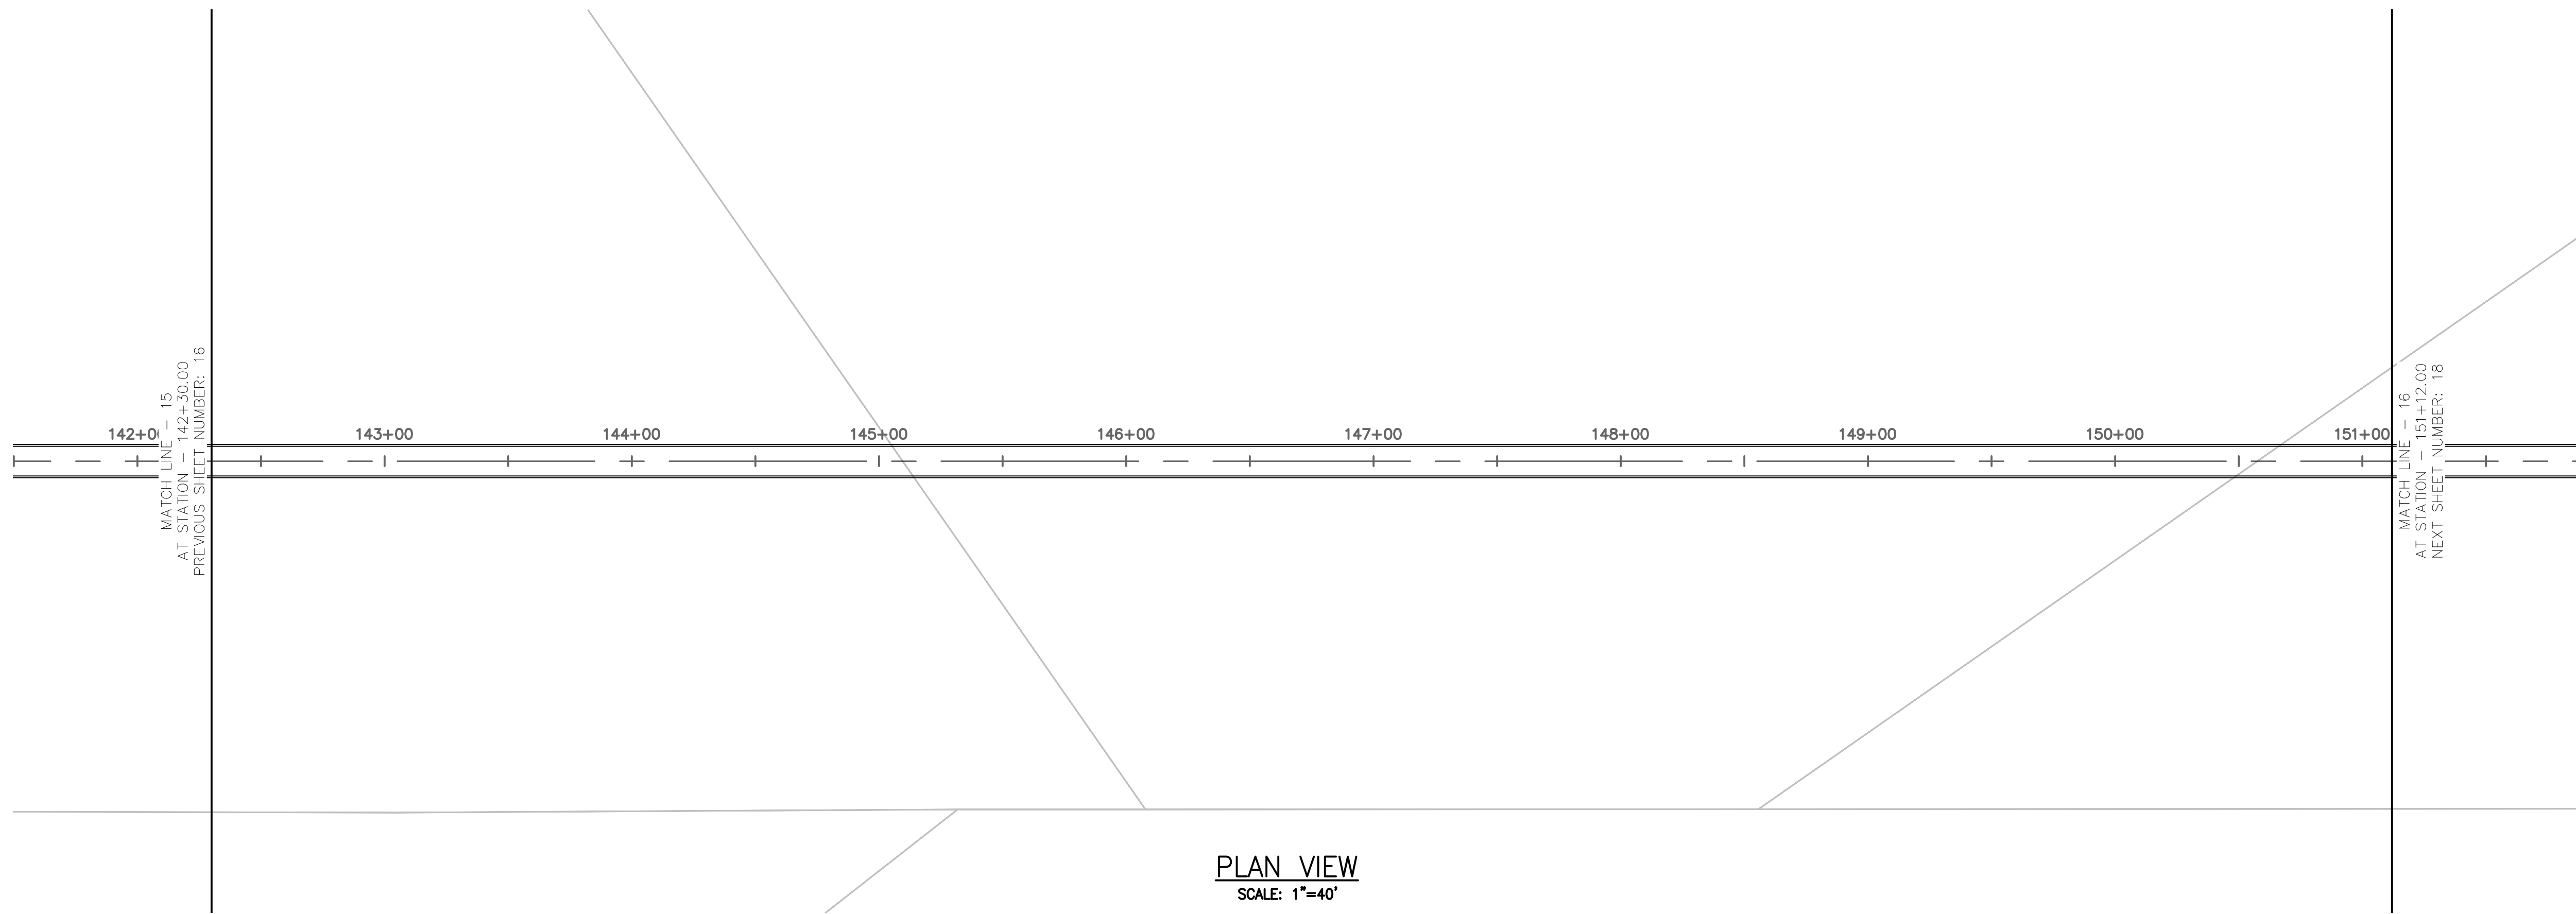 MATCH LINE - 15
AT STATION - 142+30.00
PREVIOUS SHEET NUMBER: 16
143+00
144+00
145+00
146+00
147+00
148+00
149+00
150+00
151+00
MATCH LINE - 16
AT STATION - 151+12.00
NEXT SHEET NUMBER: 18
PLAN VIEW
SCALE: 1"=40'